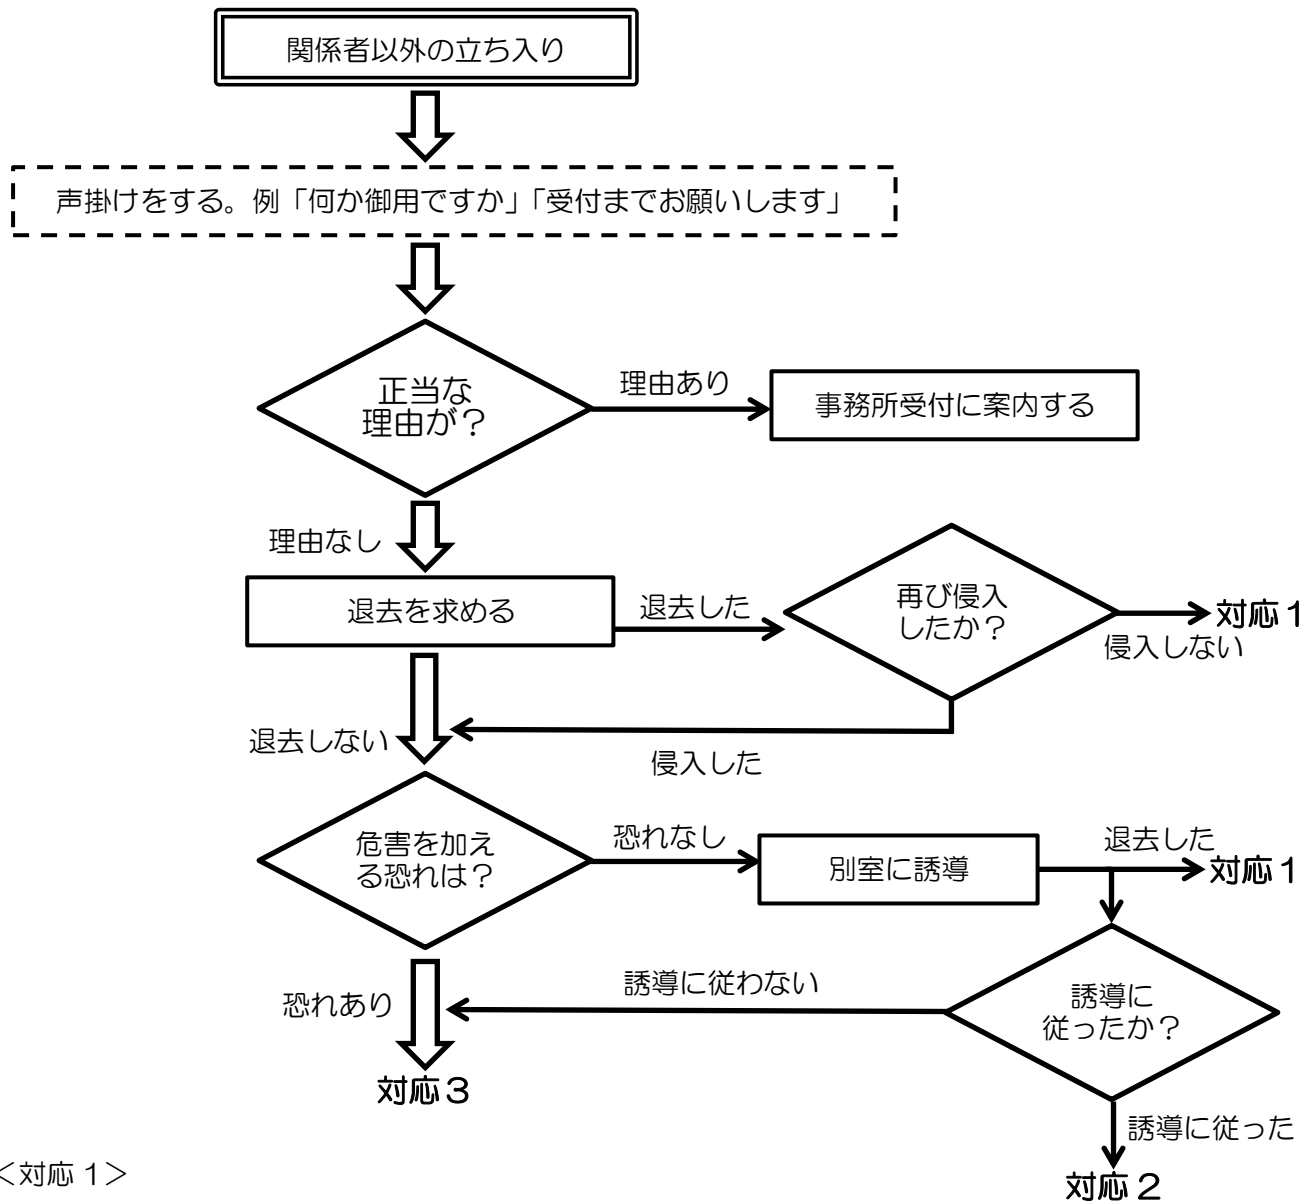 関係者以外の立ち入り
声掛けをする。例「何か御用ですか」「受付までお願いします」
正当な
理由が？
理由あり
事務所受付に案内する
理由なし
退去を求める
退去した
再び侵入
したか？
対応１
侵入しない
退去しない
侵入した
危害を加え
る恐れは？
恐れなし
別室に誘導
退去した
対応１
恐れあり
誘導に従わない
誘導に
従ったか？
対応３
誘導に従った
対応２
＜対応 1＞